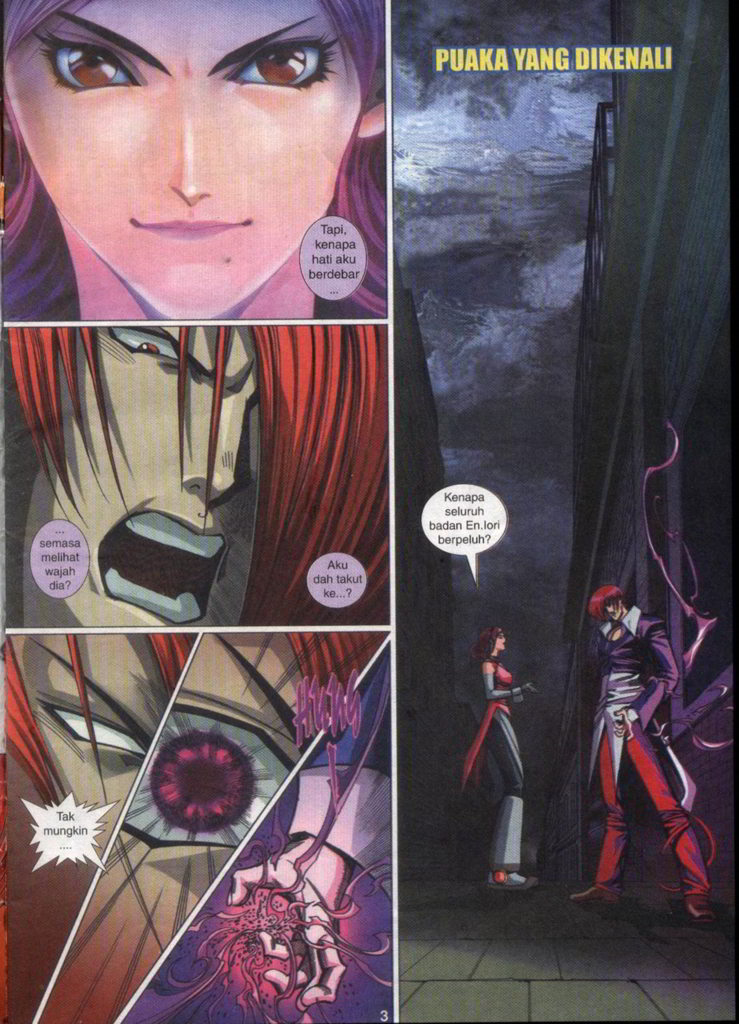 Tapi,
kenapa
hati aku
berdebar
...
...
semasa
melihat
wajah
dia?
Aku
dah takut
ke...?
Tak
mungkin
....
HUNG
3
PUAKA YANG DIKENALI
Kenapa
seluruh
badan En.Iori
berpeluh?